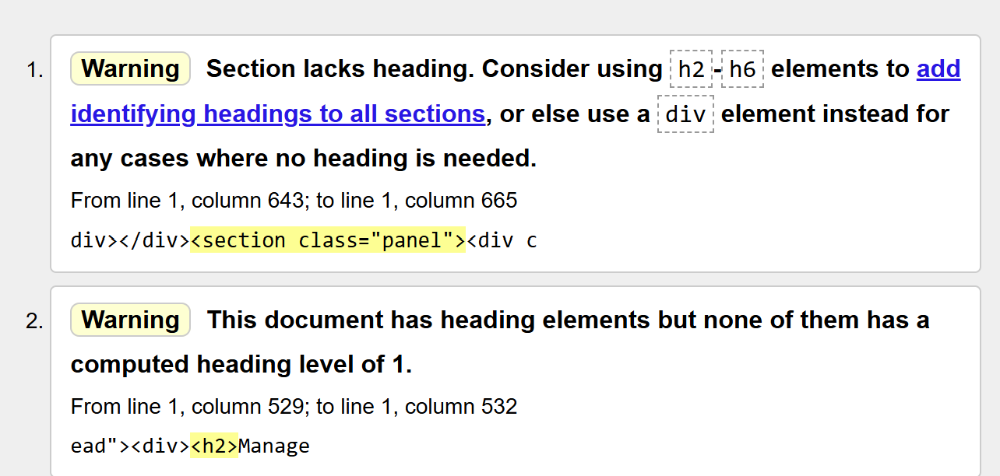 1. Warning Section lacks heading. Consider using h2-h6 elements to add
identifying headings to all sections, or else use a div element instead for
any cases where no heading is needed.
From line 1, column 643; to line 1, column 665
div></div><section class="panel"><div c
2. Warning This document has heading elements but none of them has a
computed heading level of 1.
From line 1, column 529; to line 1, column 532
ead"><div><h2>Manage